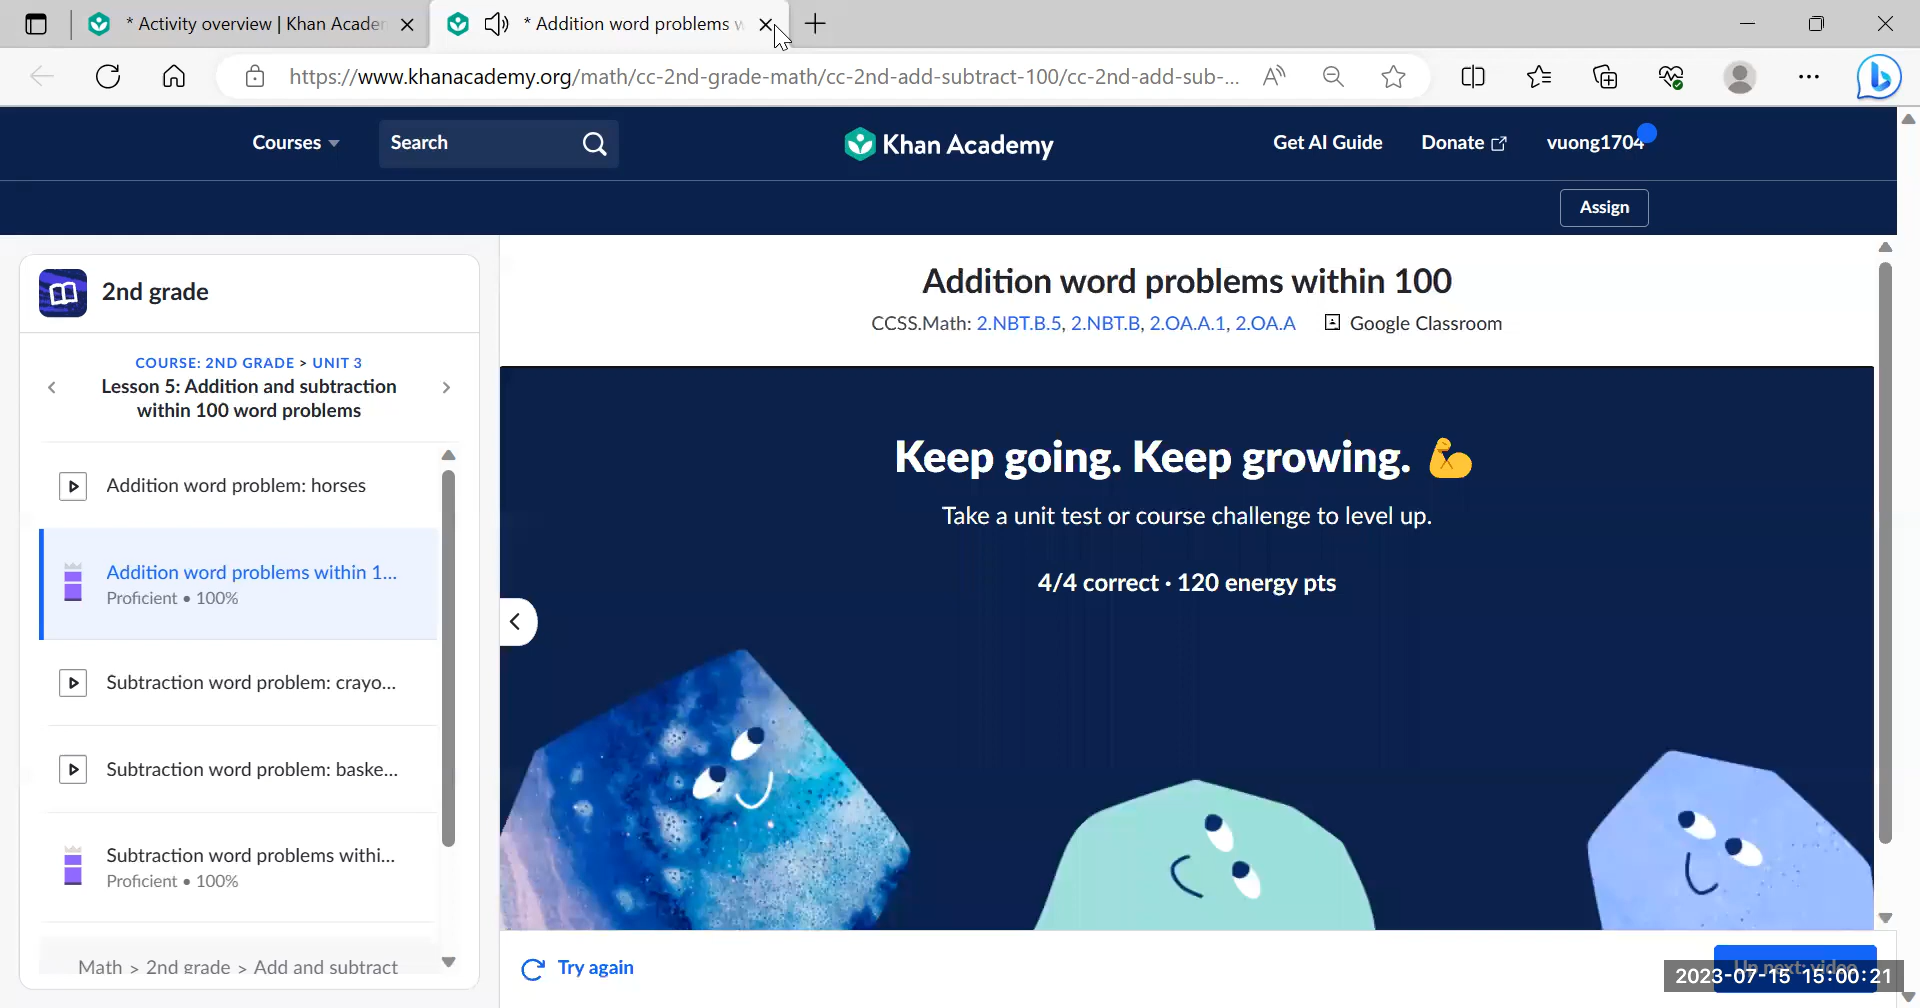 * Activity overview | Khan Acade
* Addition word problems w
https://www.khanacademy.org/math/cc-2nd-grade-math/cc-2nd-add-subtract-100/cc-2nd-add-sub-...
Courses
Search
Khan Academy
Get AI Guide
Donate
vuong1704
Assign
2nd grade
COURSE: 2ND GRADE > UNIT 3
Lesson 5: Addition and subtraction
within 100 word problems
Addition word problem: horses
Addition word problems within 1...
Proficient • 100%
Subtraction word problem: crayo...
Subtraction word problem: baske...
Subtraction word problems withi...
Proficient • 100%
Math > 2nd grade > Add and subtract
Addition word problems within 100
CCSS.Math: 2.NBT.B.5, 2.NBT.B, 2.OA.A.1, 2.OA.A
Google Classroom
Keep going. Keep growing.
Take a unit test or course challenge to level up.
4/4 correct · 120 energy pts
Try again
Up next: video
2023-07-15 15:00:21